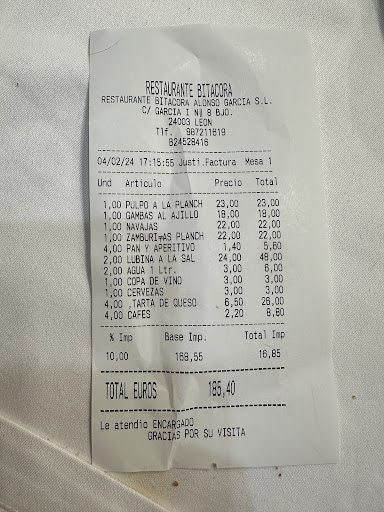 RESTAURANTE BITACORA
RESTAURANTE BITACORA ALONSO GARCIA S.L.
C/ GARCIA I Nº 8 BJO.
24003 LEON
Tlf. 987211619
B24528416
04/02/24 17:15:55 Justi.Factura Mesa 1
Und Articulo Precio Total
1,00 PULPO A LA PLANCH 23,00 23,00
1,00 GAMBAS AL AJILLO 18,00 18,00
1,00 NAVAJAS 22,00 22,00
1,00 ZAMBURIÑAS PLANCH 22,00 22,00
4,00 PAN Y APERITIVO 1,40 5,60
2,00 LUBINA A LA SAL 24,00 48,00
2,00 AGUA 1 Ltr. 3,00 6,00
1,00 COPA DE VINO 3,00 3,00
1,00 CERVEZAS 3,00 3,00
4,00 .TARTA DE QUESO 6,50 26,00
4,00 CAFES 2,20 8,80
% Imp Base Imp. Total Imp
10,00 168,55 16,85
TOTAL EUROS 185,40
Le atendio ENCARGADO
GRACIAS POR SU VISITA